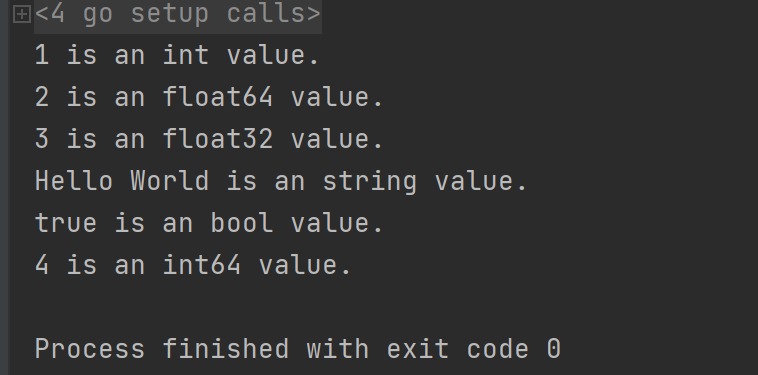 <4 go setup calls>
1 is an int value.
2 is an float64 value.
3 is an float32 value.
Hello World is an string value.
true is an bool value.
4 is an int64 value.
Process finished with exit code 0